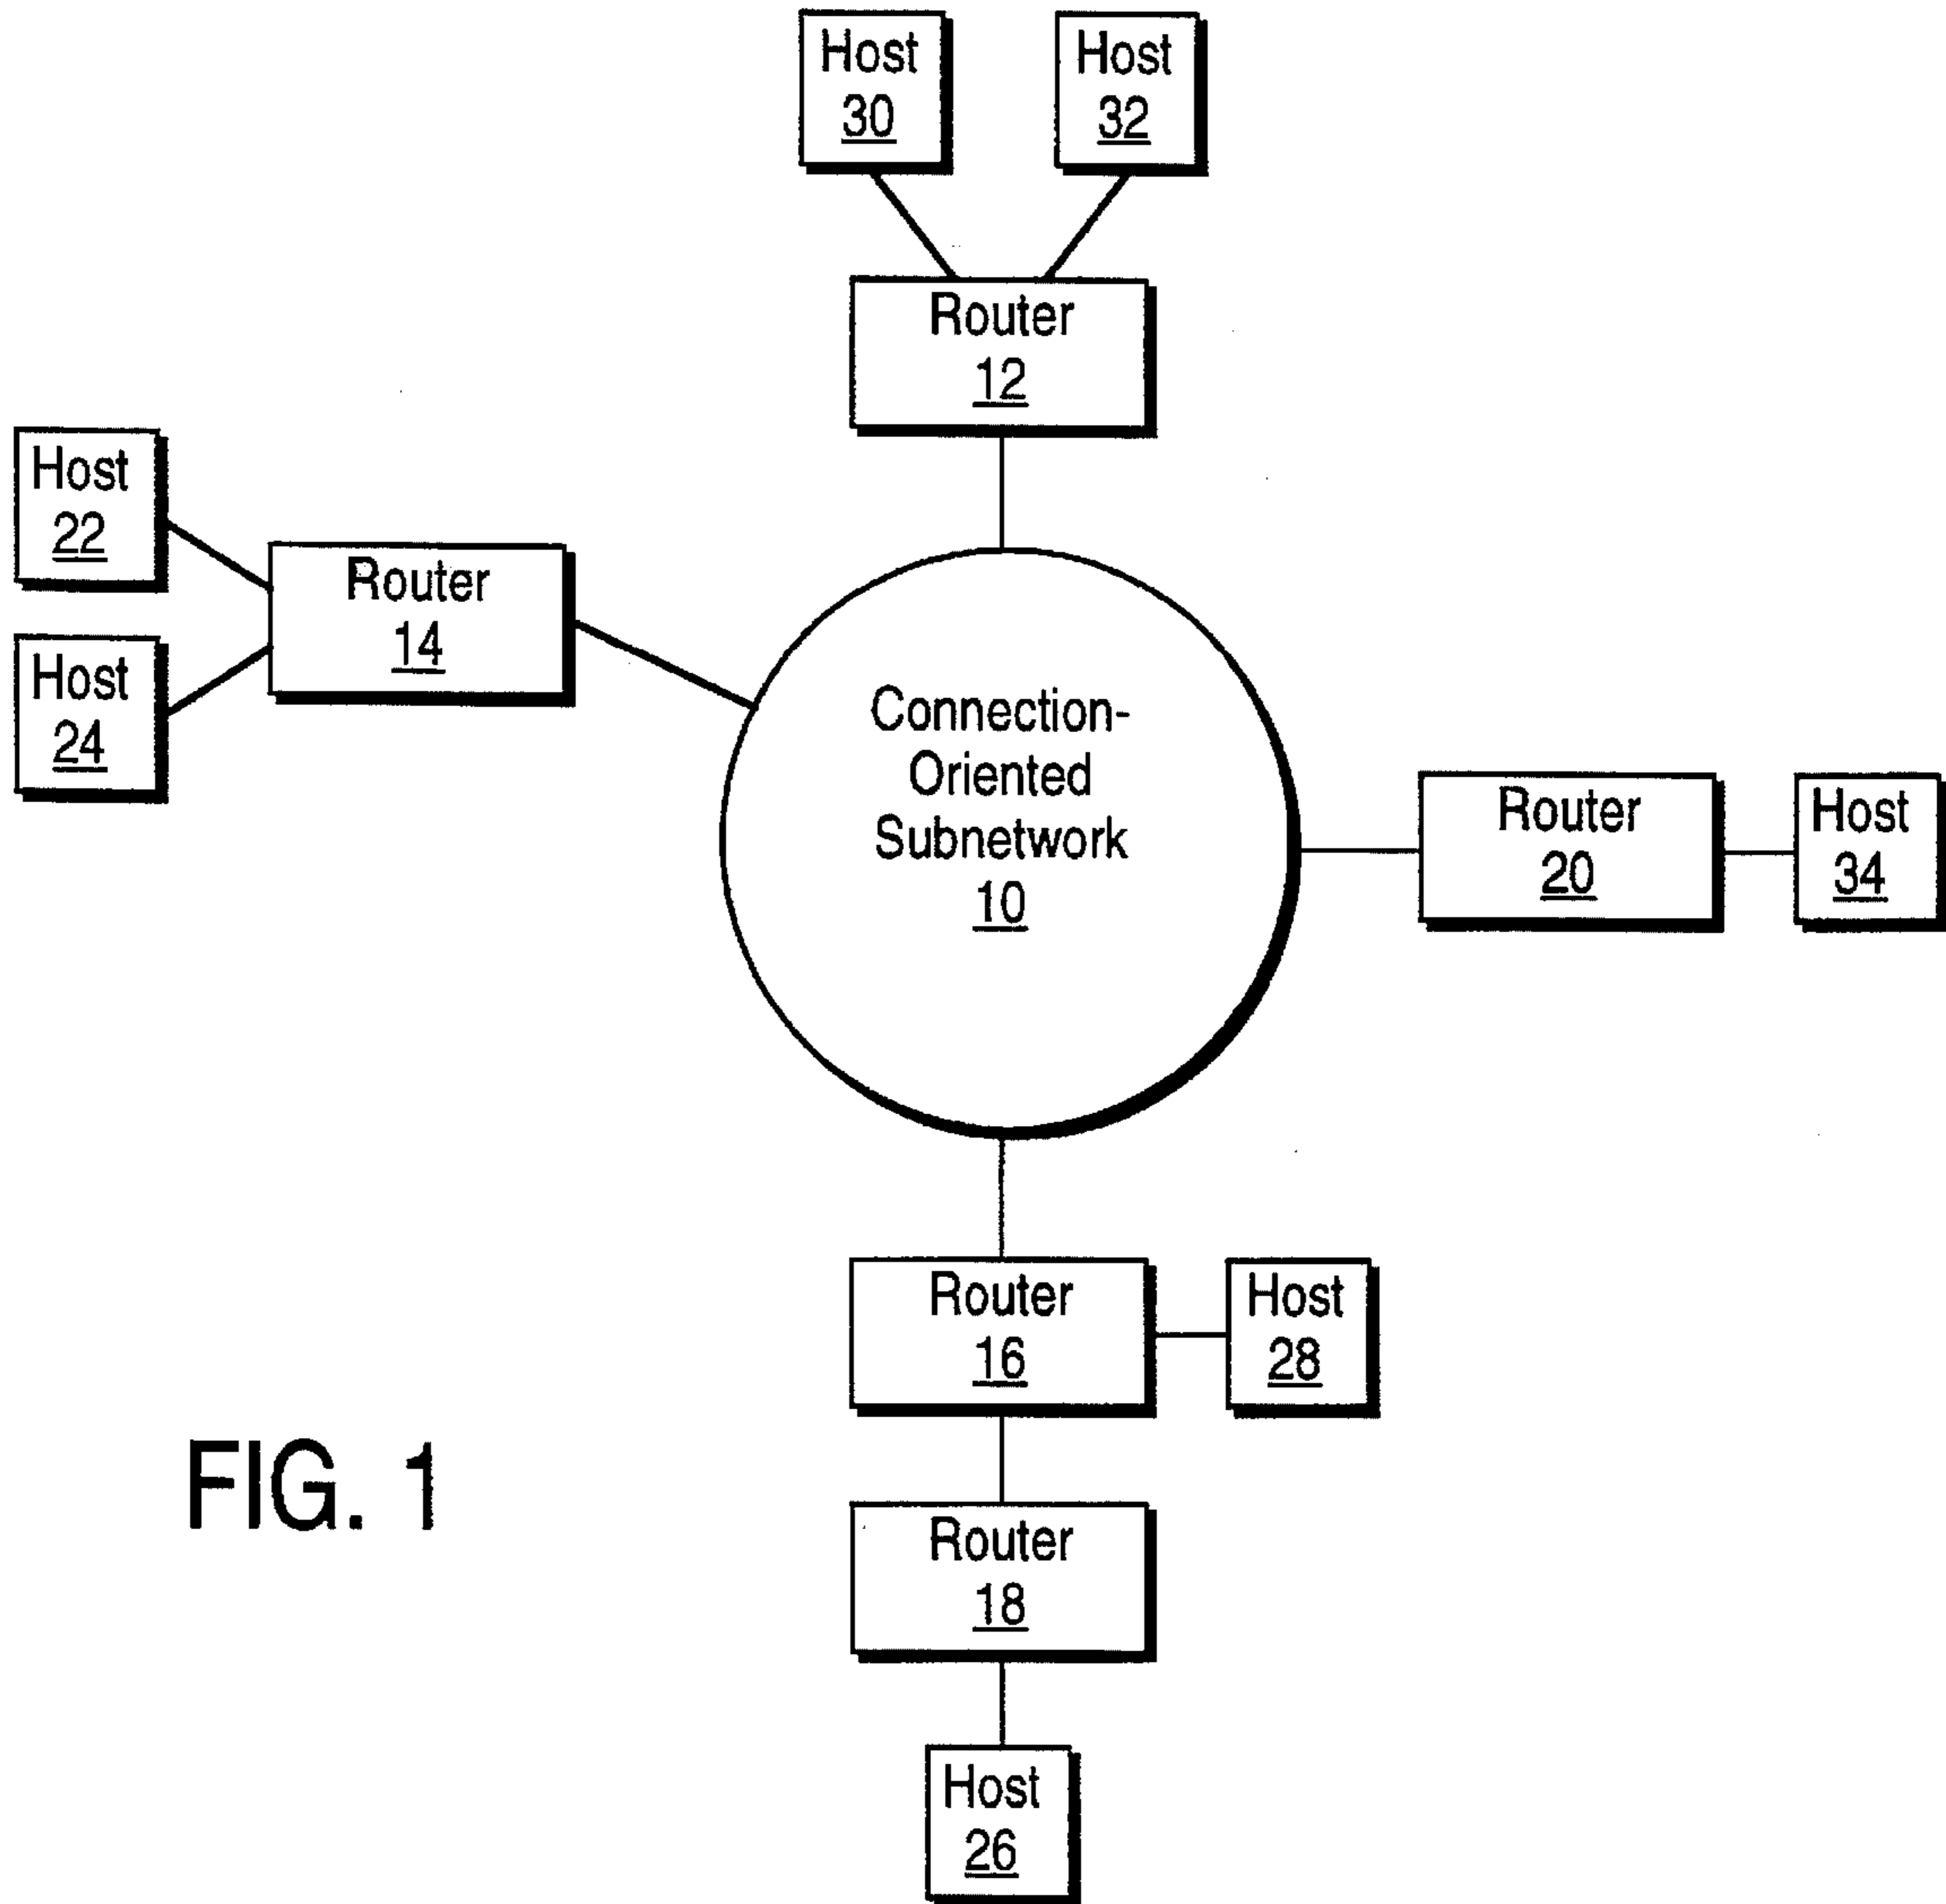 Host
30
Host
32
Router
12
Host
22
Router
14
Host
24
Connection-
Oriented
Subnetwork
10
Router
20
Host
34
Router
16
Host
28
FIG. 1
Router
18
Host
26